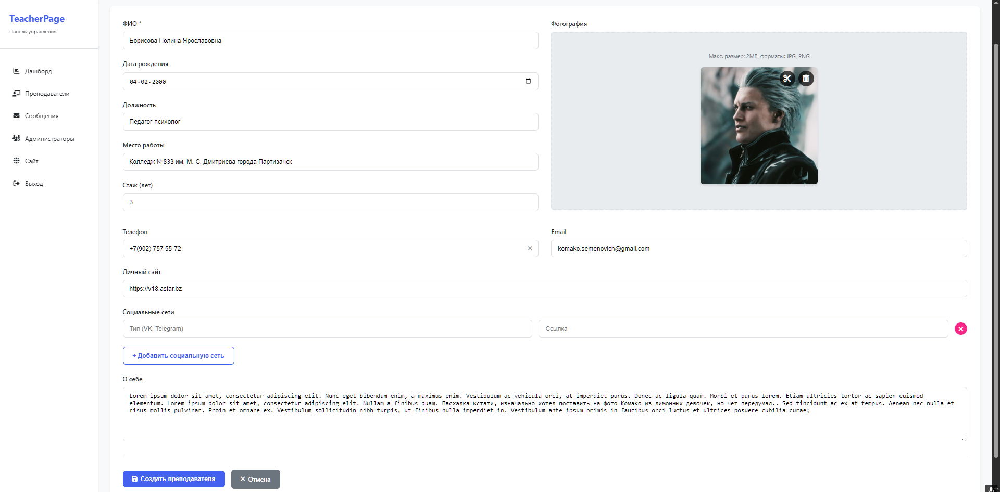 TeacherPage
Панель управления
Дашборд
Преподаватели
Сообщения
Администраторы
Сайт
Выход
ФИО *
Борисова Полина Ярославовна
Дата рождения
04.02.2000
Должность
Педагог-психолог
Место работы
Колледж №833 им. М. С. Дмитриева города Партизанск
Стаж (лет)
3
Фотография
Макс. размер: 2MB, форматы: JPG, PNG
Телефон
+7(902) 757 55-72
Email
komako.semenovich@gmail.com
Личный сайт
https://v18.astar.bz
Социальные сети
Тип (VK, Telegram)
Ссылка
+ Добавить социальную сеть
О себе
Lorem ipsum dolor sit amet, consectetur adipiscing elit. Nunc eget bibendum enim, a maximus enim. Vestibulum ac vehicula orci, at imperdiet purus. Donec ac ligula quam. Morbi et purus lorem. Etiam ultricies tortor ac sapien euismod
elementum. Lorem ipsum dolor sit amet, consectetur adipiscing elit. Nullam a finibus quam. Пасхалка кстати, изначально хотел поставить на фото Комако из лимонных девочек, но чет передумал.. Sed tincidunt ac ex at tempus. Aenean nec nulla et
risus mollis pulvinar. Proin et ornare ex. Vestibulum sollicitudin nibh turpis, ut finibus nulla imperdiet in. Vestibulum ante ipsum primis in faucibus orci luctus et ultrices posuere cubilia curae;
Создать преподавателя
Отмена